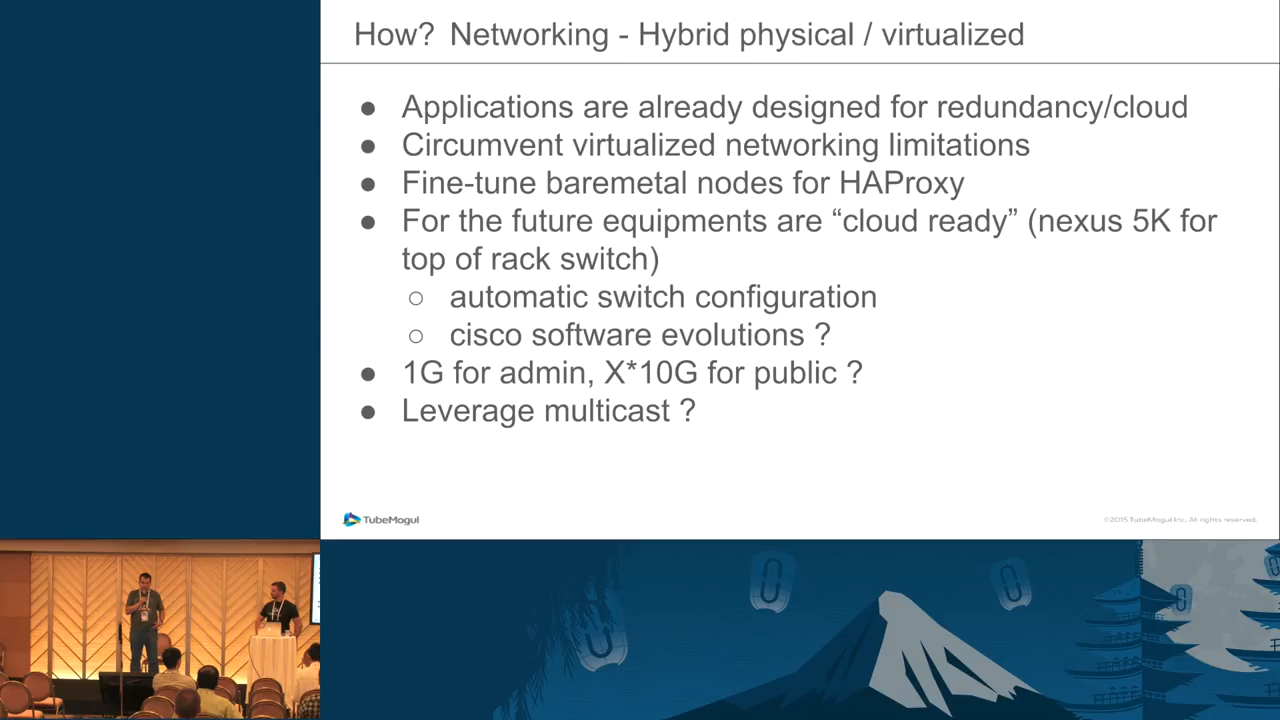 How? Networking - Hybrid physical / virtualized
● Applications are already designed for redundancy/cloud
● Circumvent virtualized networking limitations
● Fine-tune baremetal nodes for HAProxy
● For the future equipments are “cloud ready” (nexus 5K for
top of rack switch)
○ automatic switch configuration
○ cisco software evolutions ?
● 1G for admin, X*10G for public ?
● Leverage multicast ?
TubeMogul
©2015 TubeMogul Inc. All rights reserved.